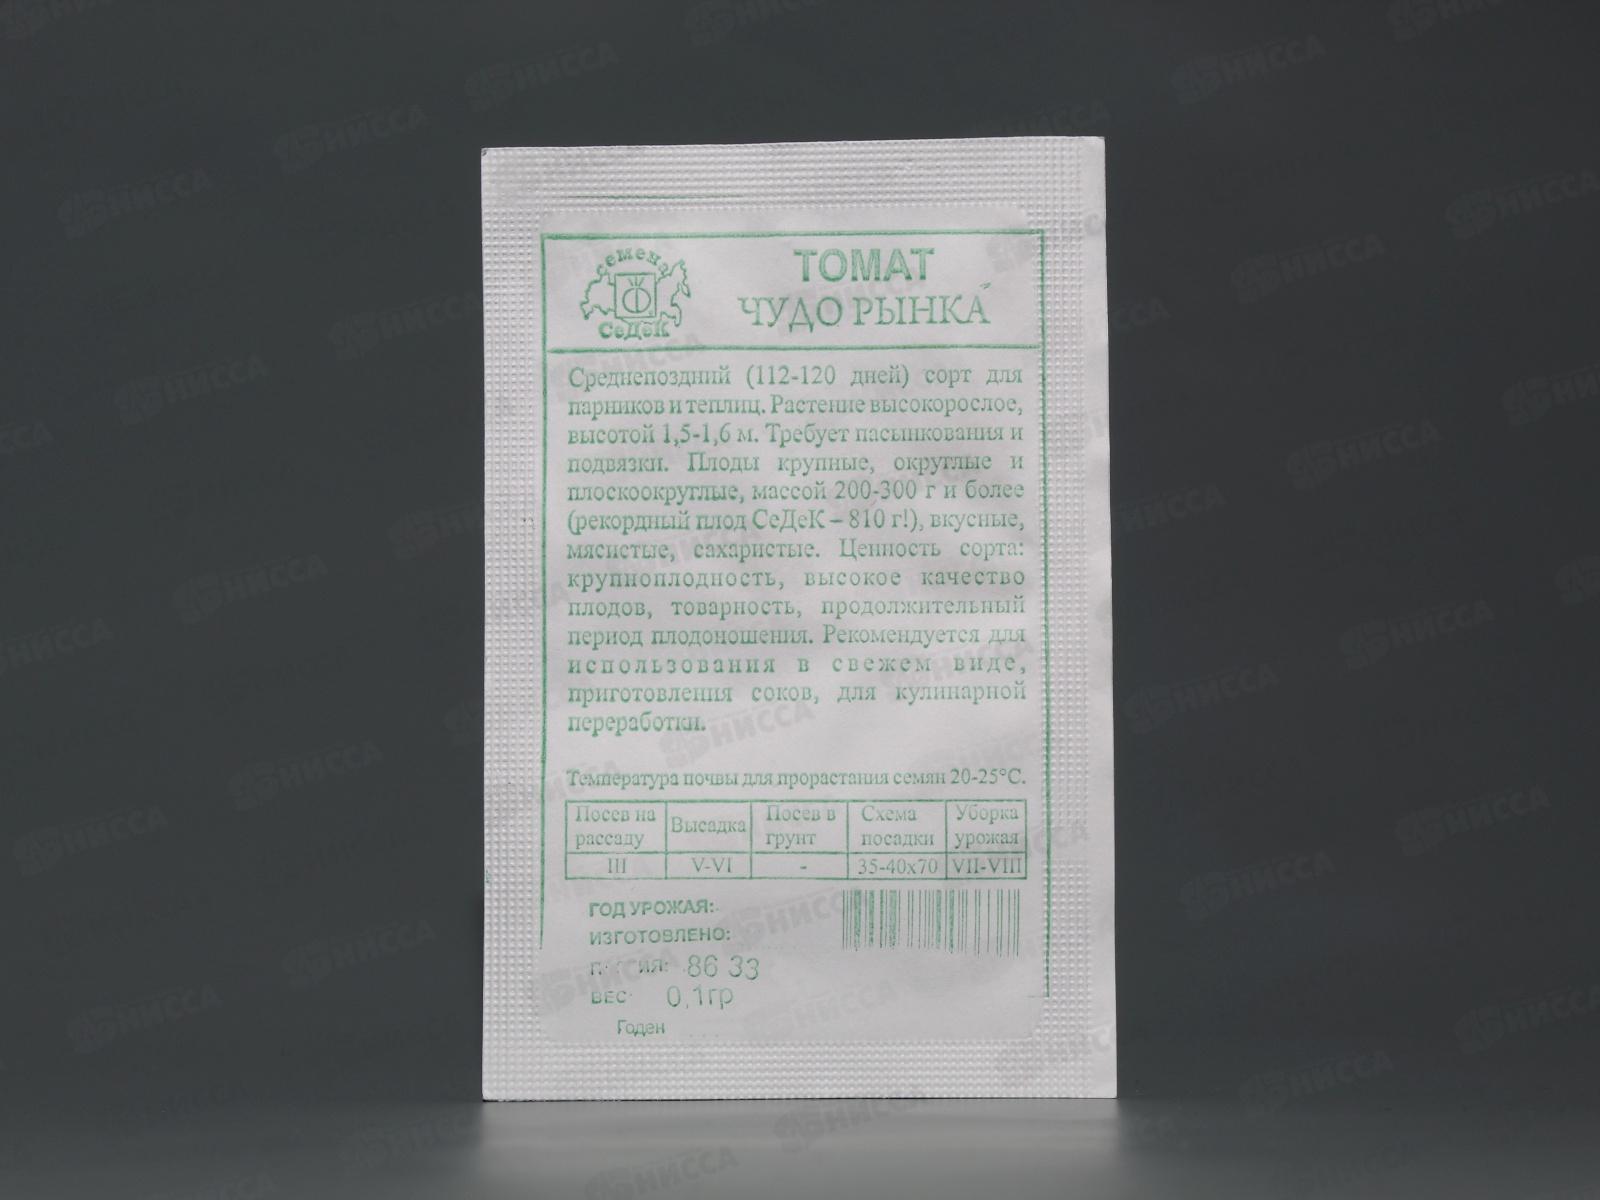 семена
СеДеК
ТОМАТ
ЧУДО РЫНКА
Среднепоздний (112-120 дней) сорт для
парников и теплиц. Растение высокорослое,
высотой 1,5-1,6 м. Требует пасынкования и
подвязки. Плоды крупные, округлые и
плоскоокруглые, массой 200-300 г и более
(рекордный плод СеДеК – 810 г!), вкусные,
мясистые, сахаристые. Ценность сорта:
крупноплодность, высокое качество
плодов, товарность, продолжительный
период плодоношения. Рекомендуется для
использования в свежем виде,
приготовления соков, для кулинарной
переработки.
Температура почвы для прорастания семян 20-25°С.
Посев на рассаду
Высадка
Посев в грунт
Схема посадки
Уборка урожая
III
V-VI
-
35-40х70
VII-VIII
ГОД УРОЖАЯ:
ИЗГОТОВЛЕНО:
86 33
ВЕС 0,1гр
Годен
НИССА